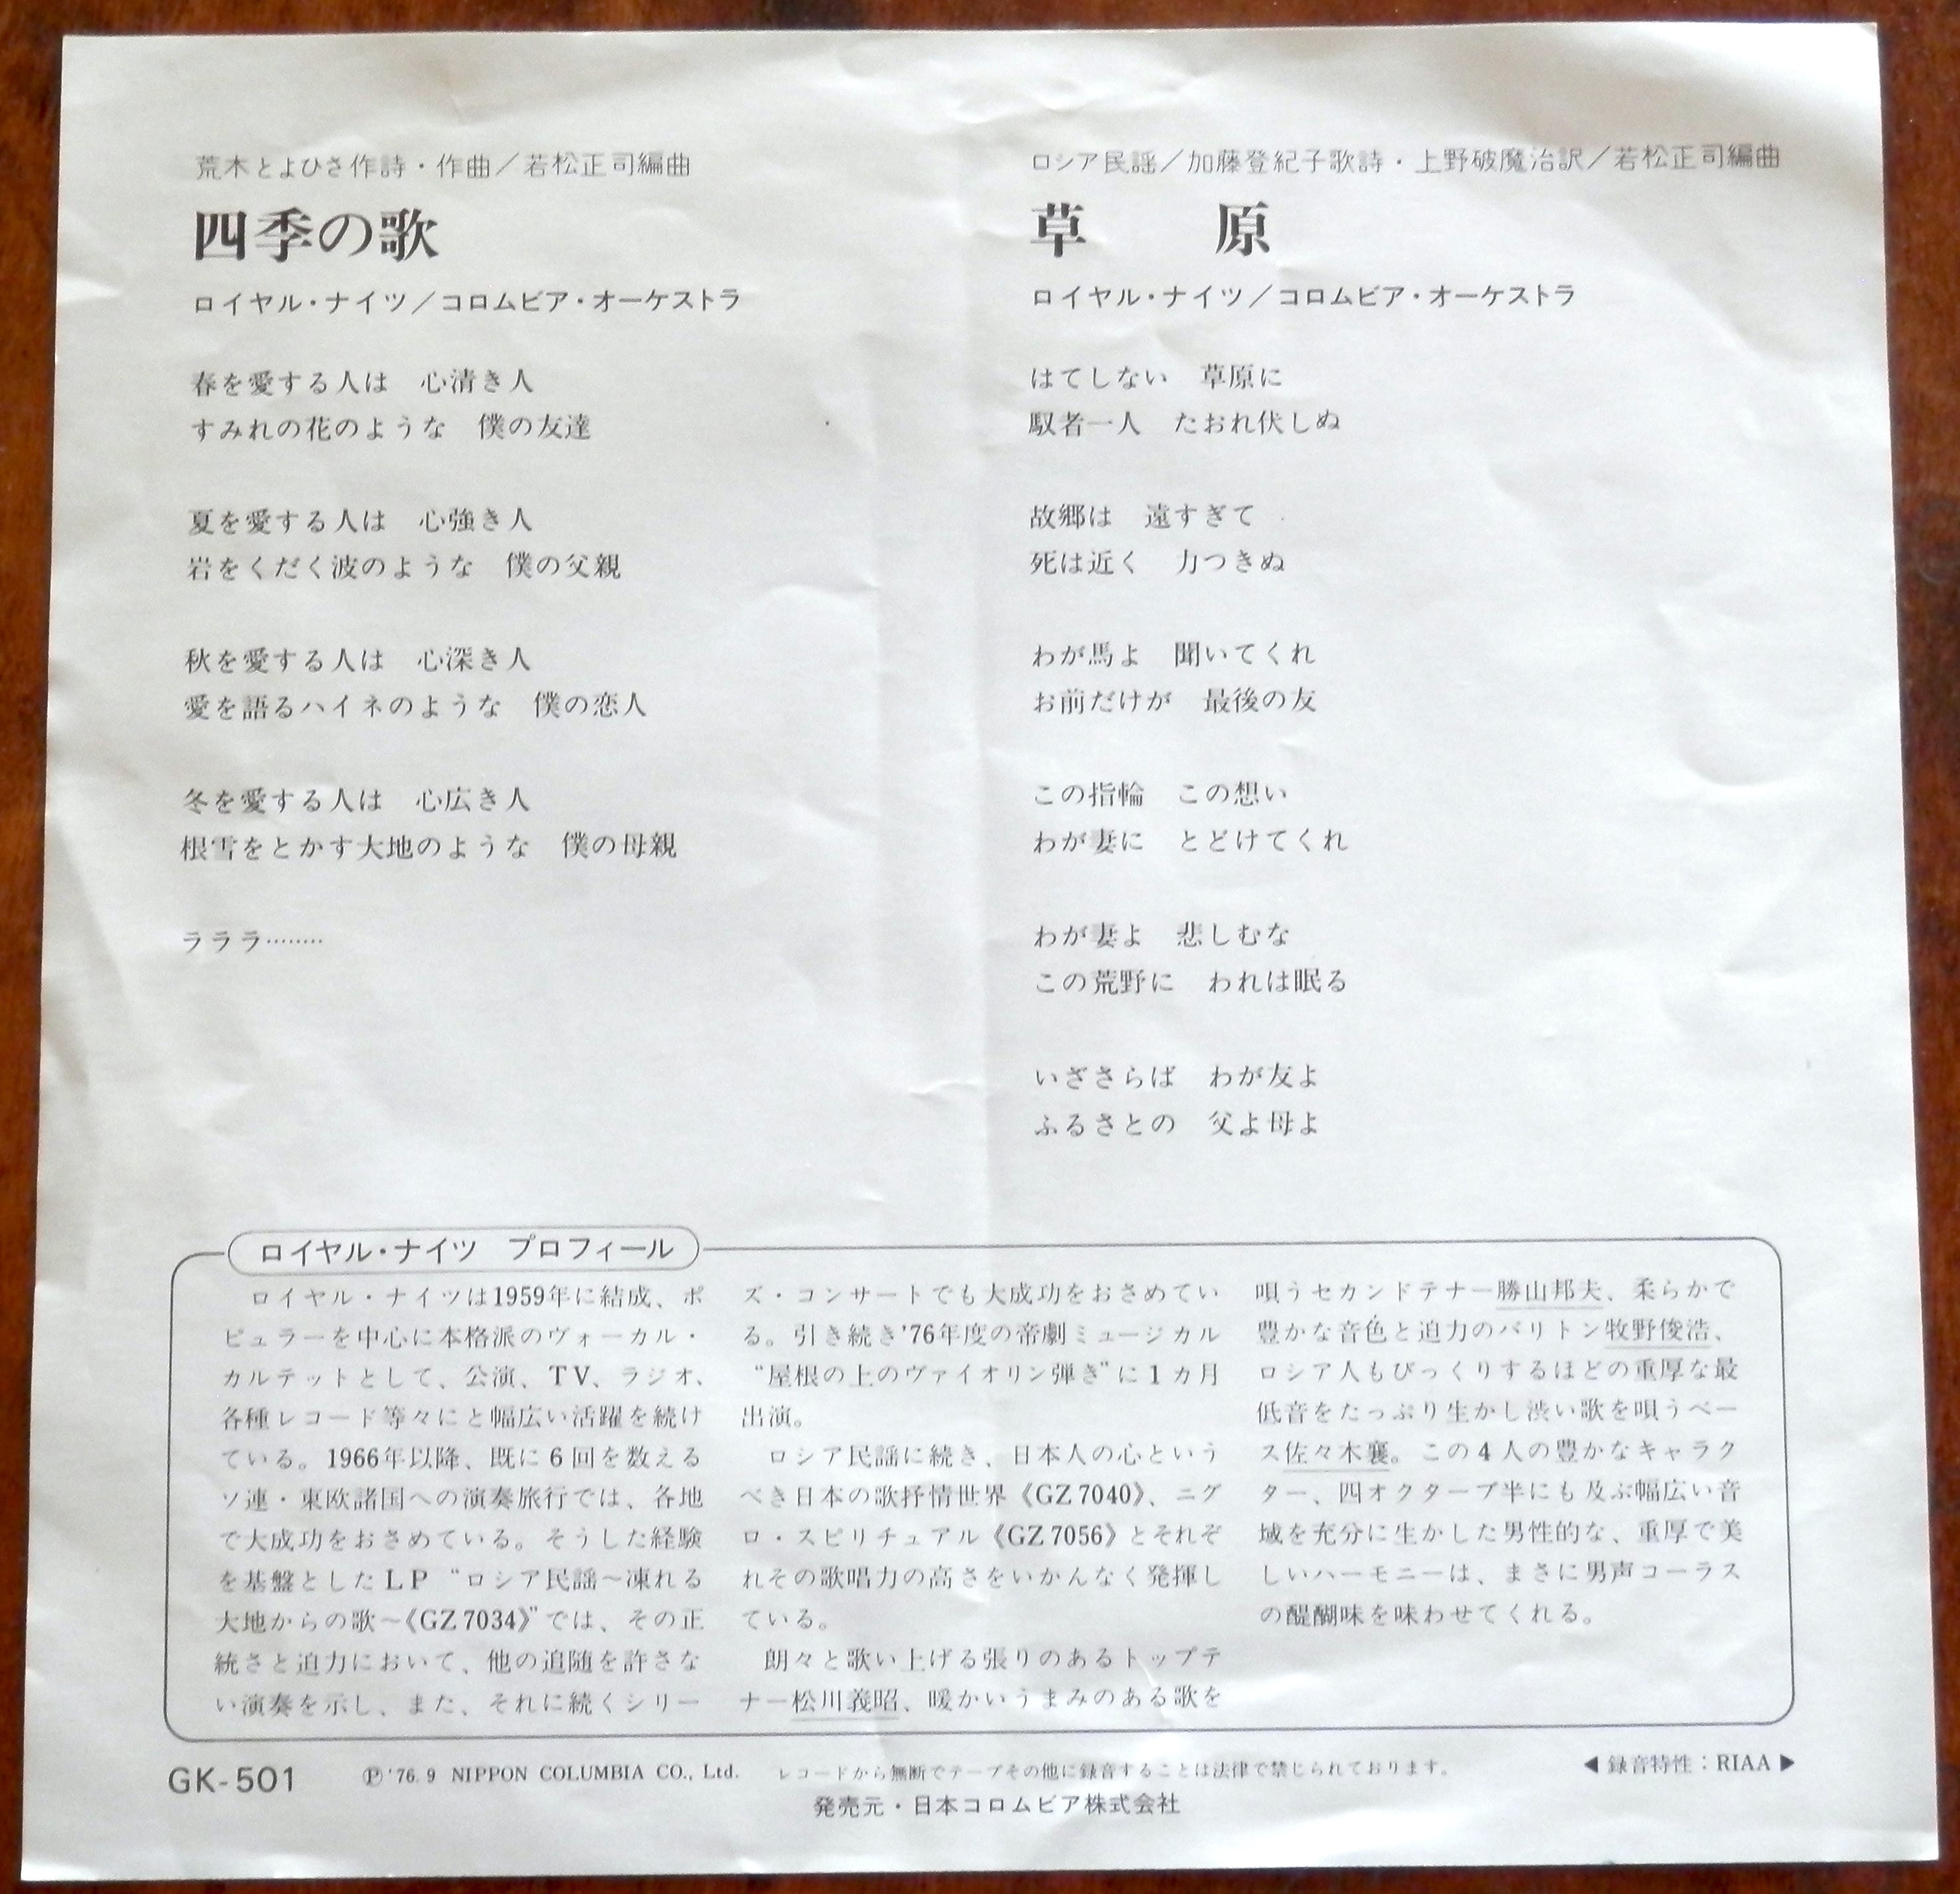 荒木とよひさ作詩・作曲／若松正司編曲
四季の歌
ロイヤル・ナイツ／コロムビア・オーケストラ
春を愛する人は　心清き人
すみれの花のような　僕の友達
夏を愛する人は　心強き人
岩をくだく波のような　僕の父親
秋を愛する人は　心深き人
愛を語るハイネのような　僕の恋人
冬を愛する人は　心広き人
根雪をとかす大地のような　僕の母親
ラララ………
ロシア民謡／加藤登紀子歌詩・上野破魔治訳／若松正司編曲
草　原
ロイヤル・ナイツ／コロムビア・オーケストラ
はてしない　草原に
馭者一人　たおれ伏しぬ
故郷は　遠すぎて
死は近く　力つきぬ
わが馬よ　聞いてくれ
お前だけが　最後の友
この指輪　この想い
わが妻に　とどけてくれ
わが妻よ　悲しむな
この荒野に　われは眠る
いざさらば　わが友よ
ふるさとの　父よ母よ
ロイヤル・ナイツ　プロフィール
ロイヤル・ナイツは1959年に結成、ポ
ピュラーを中心に本格派のヴォーカル・
カルテットとして、公演、TV、ラジオ、
各種レコード等々にと幅広い活躍を続け
ている。1966年以降、既に6回を数える
ソ連・東欧諸国への演奏旅行では、各地
で大成功をおさめている。そうした経験
を基盤としたLP “ロシア民謡～凍れる
大地からの歌～《GZ7034》”では、その正
統さと迫力において、他の追随を許さな
い演奏を示し、また、それに続くシリー
ズ・コンサートでも大成功をおさめてい
る。引き続き'76年度の帝劇ミュージカル
“屋根の上のヴァイオリン弾き”に1カ月
出演。
ロシア民謡に続き、日本人の心という
べき日本の歌抒情世界《GZ7040》、ニグ
ロ・スピリチュアル《GZ7056》とそれぞ
れその歌唱力の高さをいかんなく発揮し
ている。
朗々と歌い上げる張りのあるトップテ
ナー松川義昭、暖かいうまみのある歌を
唄うセカンドテナー勝山邦夫、柔らかで
豊かな音色と迫力のバリトン牧野俊浩、
ロシア人もびっくりするほどの重厚な最
低音をたっぷり生かし渋い歌を唄うベー
ス佐々木襄。この4人の豊かなキャラク
ター、四オクターブ半にも及ぶ幅広い音
域を充分に生かした男性的な、重厚で美
しいハーモニーは、まさに男声コーラス
の醍醐味を味わせてくれる。
GK-501
Ⓟ'76.9 NIPPON COLUMBIA CO., Ltd.
レコードから無断でテープその他に録音することは法律で禁じられております。
◀録音特性：RIAA▶
発売元・日本コロムビア株式会社